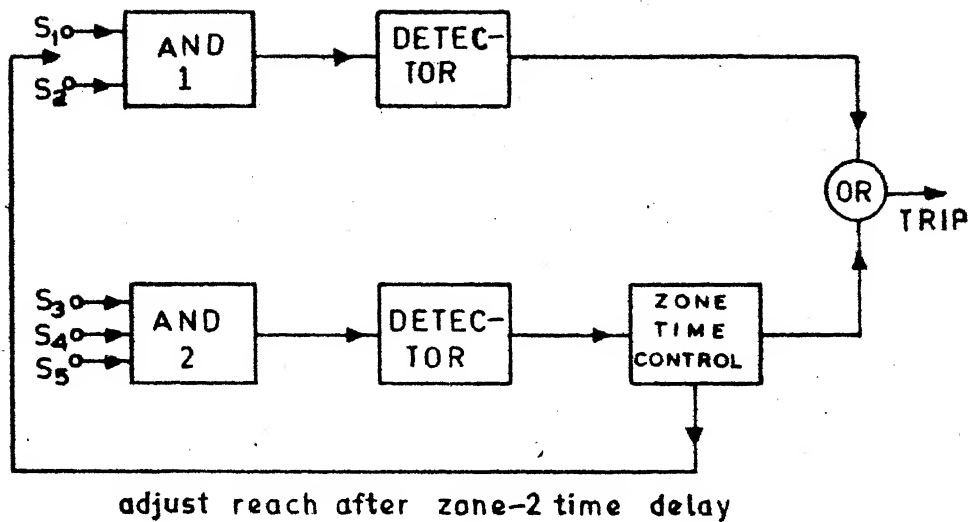 S1
S2
AND
1
DETEC-
TOR
OR
TRIP
S3
S4
S5
AND
2
DETEC-
TOR
ZONE
TIME
CONTROL
adjust reach after zone-2 time delay